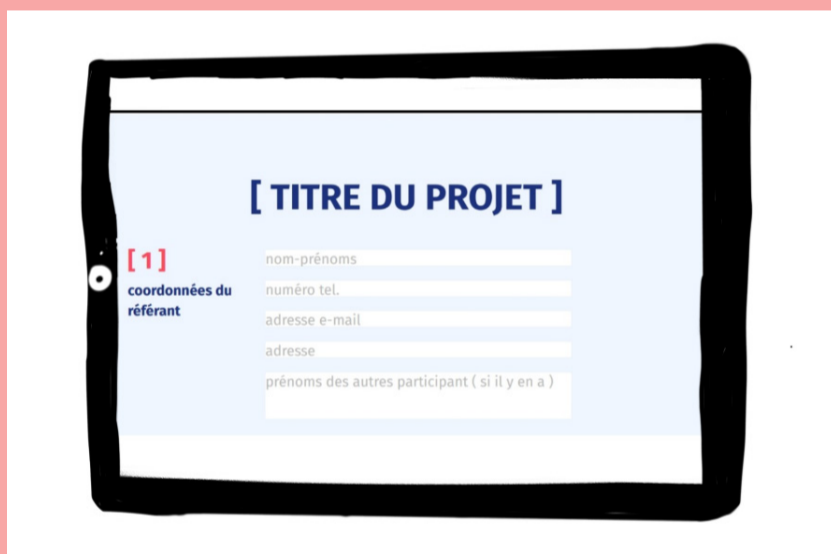 [ TITRE DU PROJET ]
[ 1 ]
coordonnées du
référant
nom-prénoms
numéro tel.
adresse e-mail
adresse
prénoms des autres participant ( si il y en a )